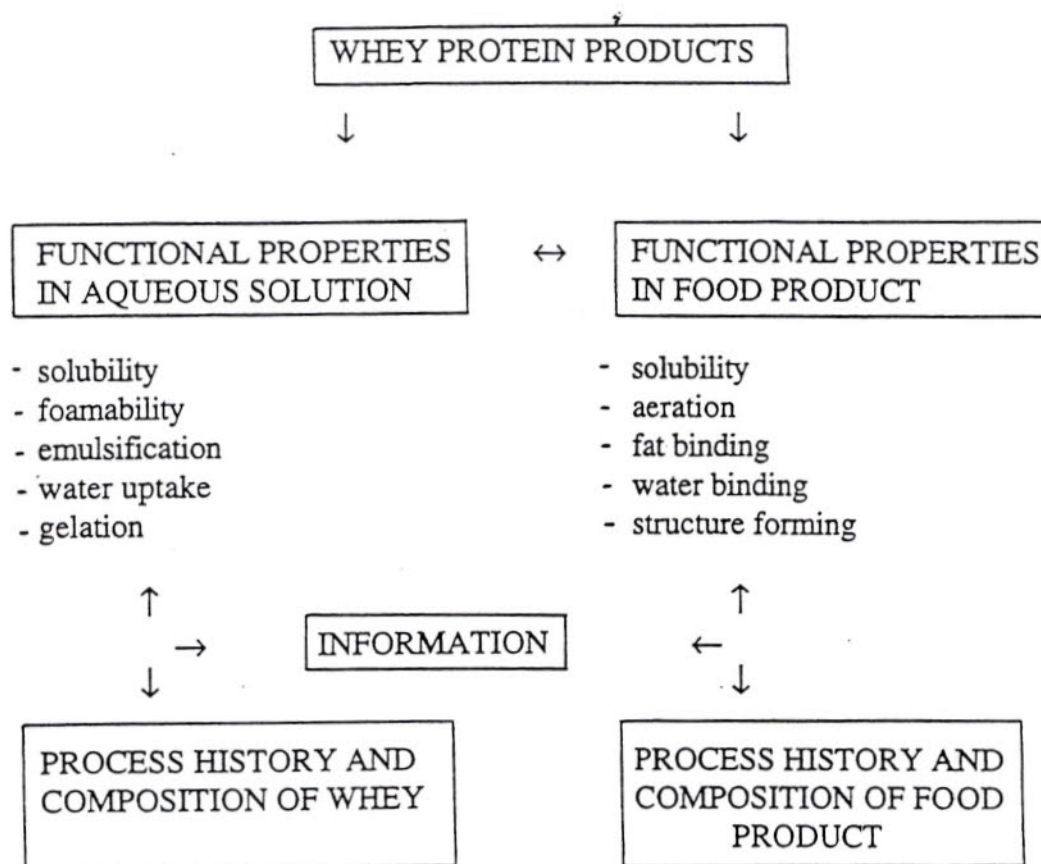 WHEY PROTEIN PRODUCTS
↓ ↓
FUNCTIONAL PROPERTIES
IN AQUEOUS SOLUTION
↔
FUNCTIONAL PROPERTIES
IN FOOD PRODUCT
- solubility
- foamability
- emulsification
- water uptake
- gelation
- solubility
- aeration
- fat binding
- water binding
- structure forming
↑ ↑
→ INFORMATION ←
↓ ↓
PROCESS HISTORY AND
COMPOSITION OF WHEY
PROCESS HISTORY AND
COMPOSITION OF FOOD
PRODUCT